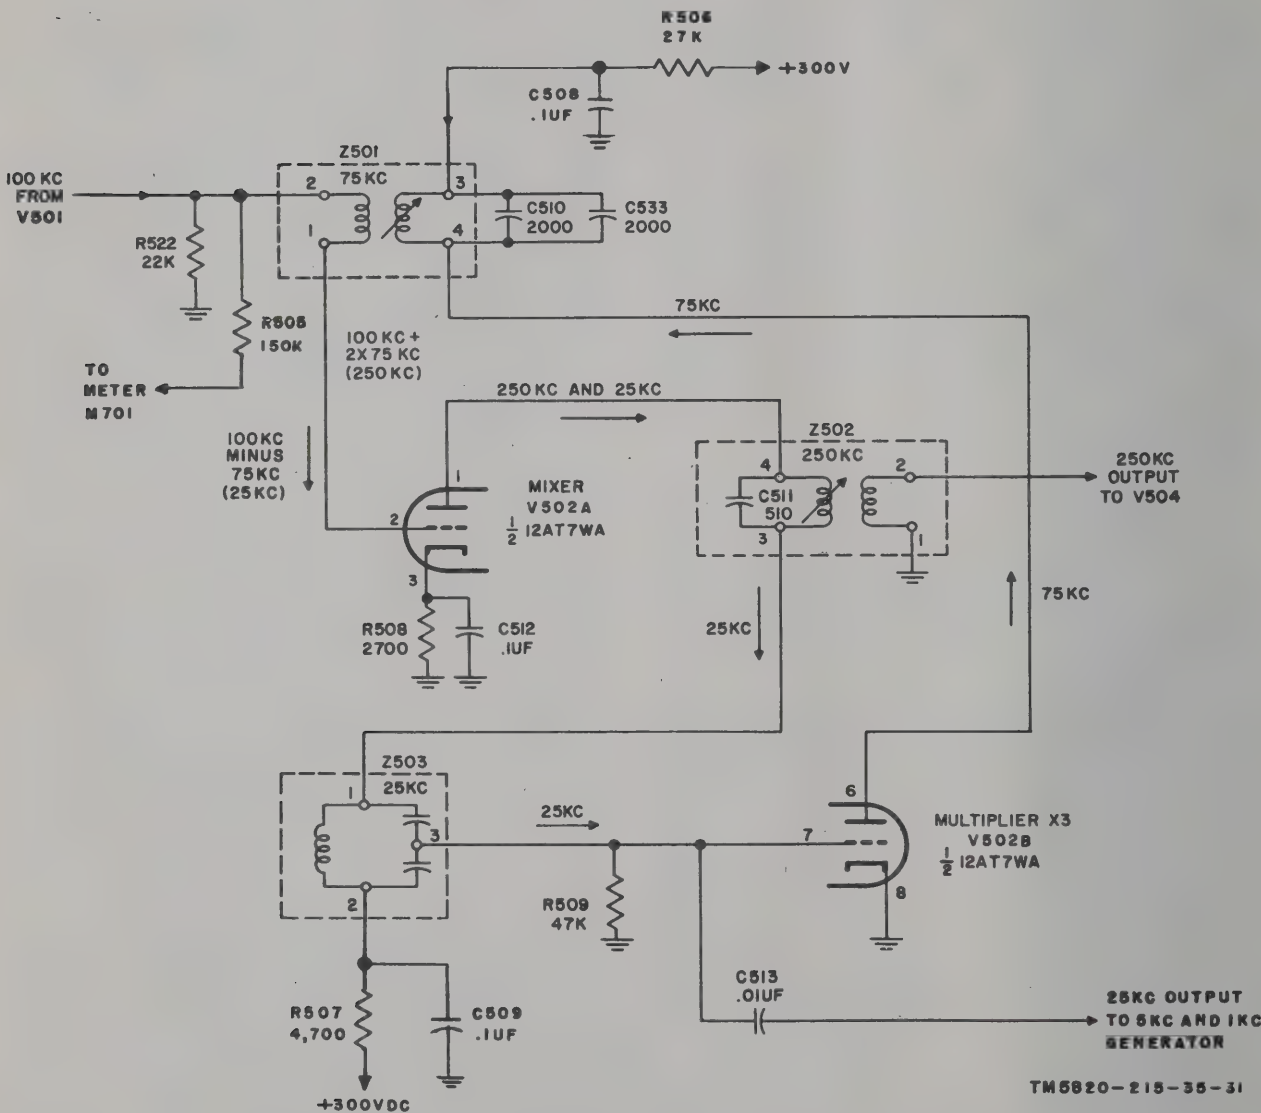 R506
27K
+300V
C508
.1UF
Z501
75KC
100 KC
FROM
V501
2
3
1
4
C510
2000
C533
2000
R522
22K
R505
150K
TO
METER
M701
75KC
100KC+
2X75 KC
(250 KC)
250KC AND 25KC
100KC
MINUS
75KC
(25KC)
Z502
250KC
4
2
C511
510
3
1
250KC
OUTPUT
TO V504
1
MIXER
V502A
1/2 12AT7WA
2
3
R508
2700
C512
.1UF
25KC
75KC
Z503
25KC
1
3
2
25KC
6
7
8
MULTIPLIER X3
V502B
1/2 12AT7WA
R509
47K
C513
.01UF
R507
4,700
C509
.1UF
+300VDC
25KC OUTPUT
TO 5KC AND 1KC
GENERATOR
TM5820-215-35-31